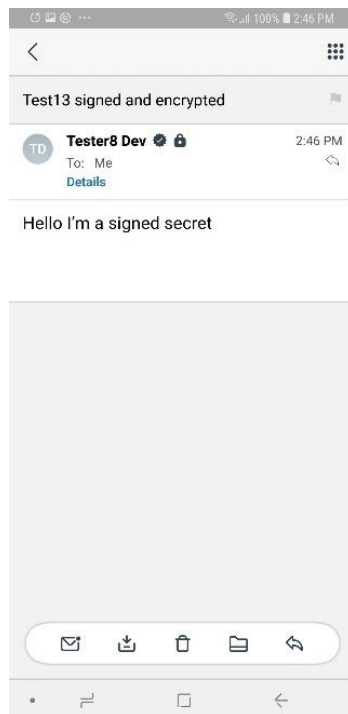 100% 2:46 PM
Test13 signed and encrypted
TD
Tester8 Dev 2:46 PM
To: Me
Details
Hello I'm a signed secret